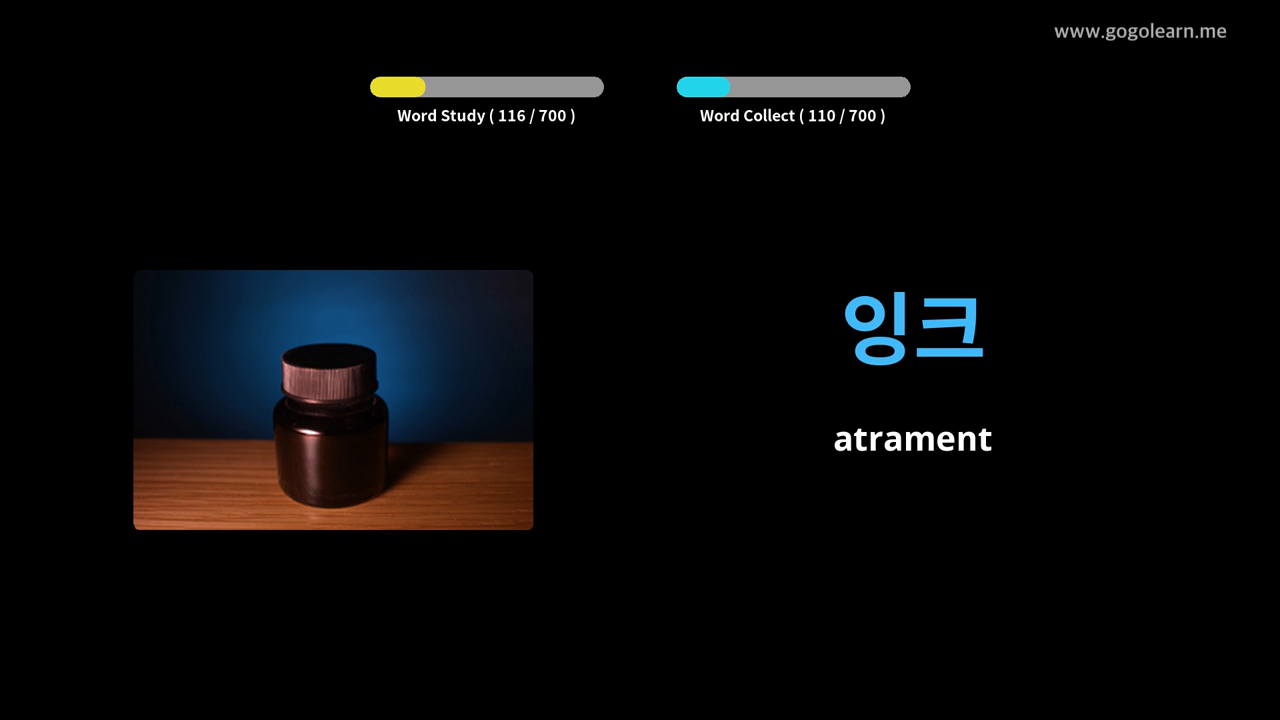 www.gogolearn.me
Word Study ( 116 / 700 )
Word Collect ( 110 / 700 )
잉크
atrament